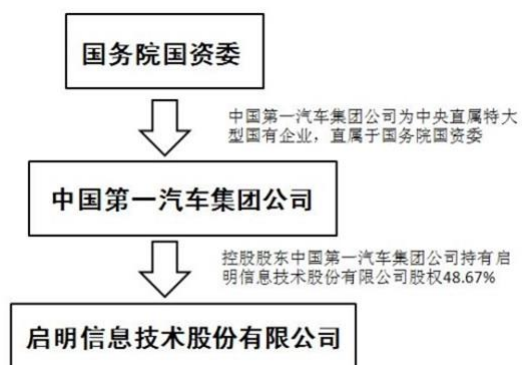 国务院国资委
中国第一汽车集团公司为中央直属特大
型国有企业，直属于国务院国资委
中国第一汽车集团公司
控股股东中国第一汽车集团公司持有启
明信息技术股份有限公司股权48.67%
启明信息技术股份有限公司